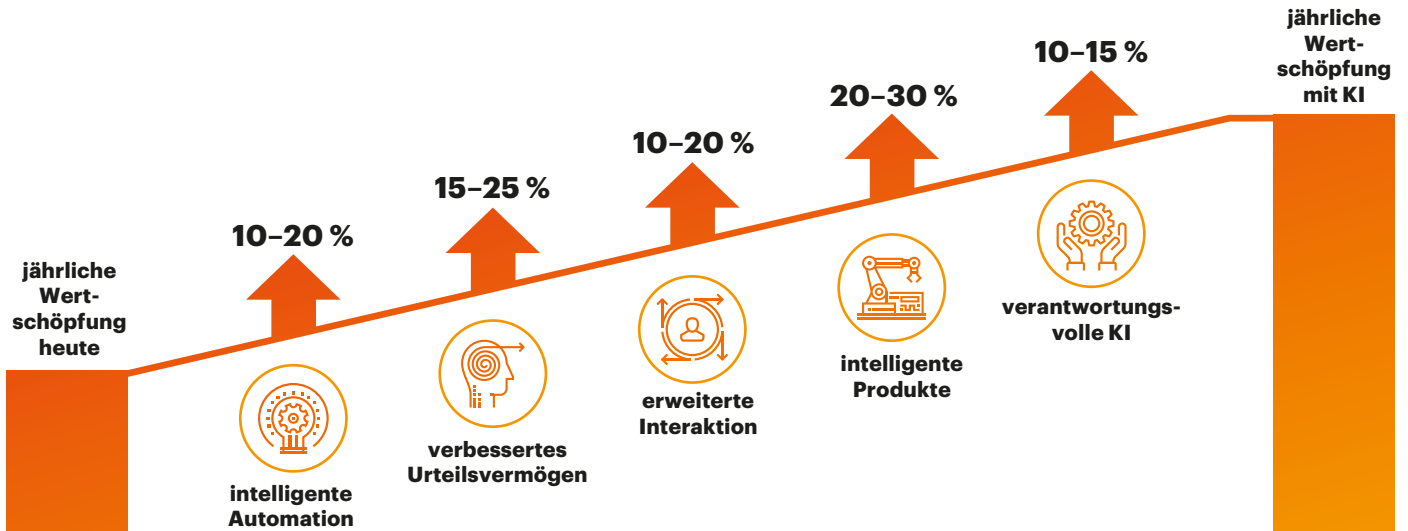 jährliche
Wert-
schöpfung
heute
10–20 %
intelligente
Automation
15–25 %
verbessertes
Urteilsvermögen
10–20 %
erweiterte
Interaktion
20–30 %
intelligente
Produkte
10–15 %
verantwortungs-
volle KI
jährliche
Wert-
schöpfung
mit KI